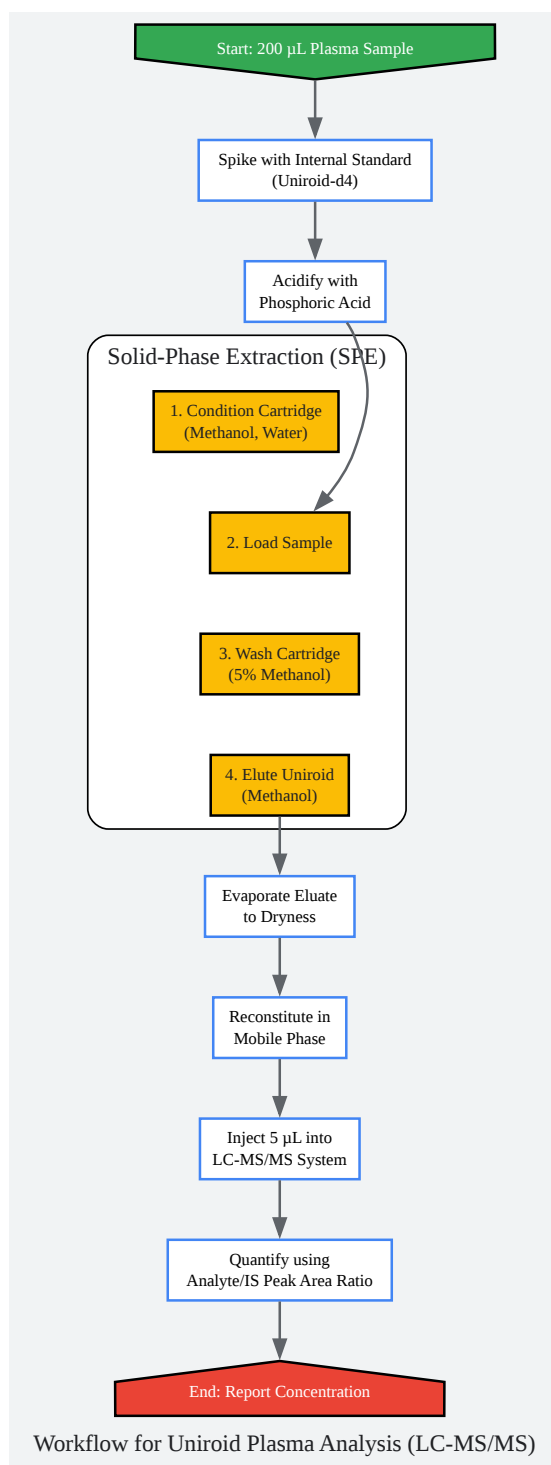 Start: 200 µL Plasma Sample
Spike with Internal Standard
(Uniroid-d4)
Acidify with
Phosphoric Acid
Solid-Phase Extraction (SPE)
1. Condition Cartridge
(Methanol, Water)
2. Load Sample
3. Wash Cartridge
(5% Methanol)
4. Elute Uniroid
(Methanol)
Evaporate Eluate
to Dryness
Reconstitute in
Mobile Phase
Inject 5 µL into
LC-MS/MS System
Quantify using
Analyte/IS Peak Area Ratio
End: Report Concentration
Workflow for Uniroid Plasma Analysis (LC-MS/MS)